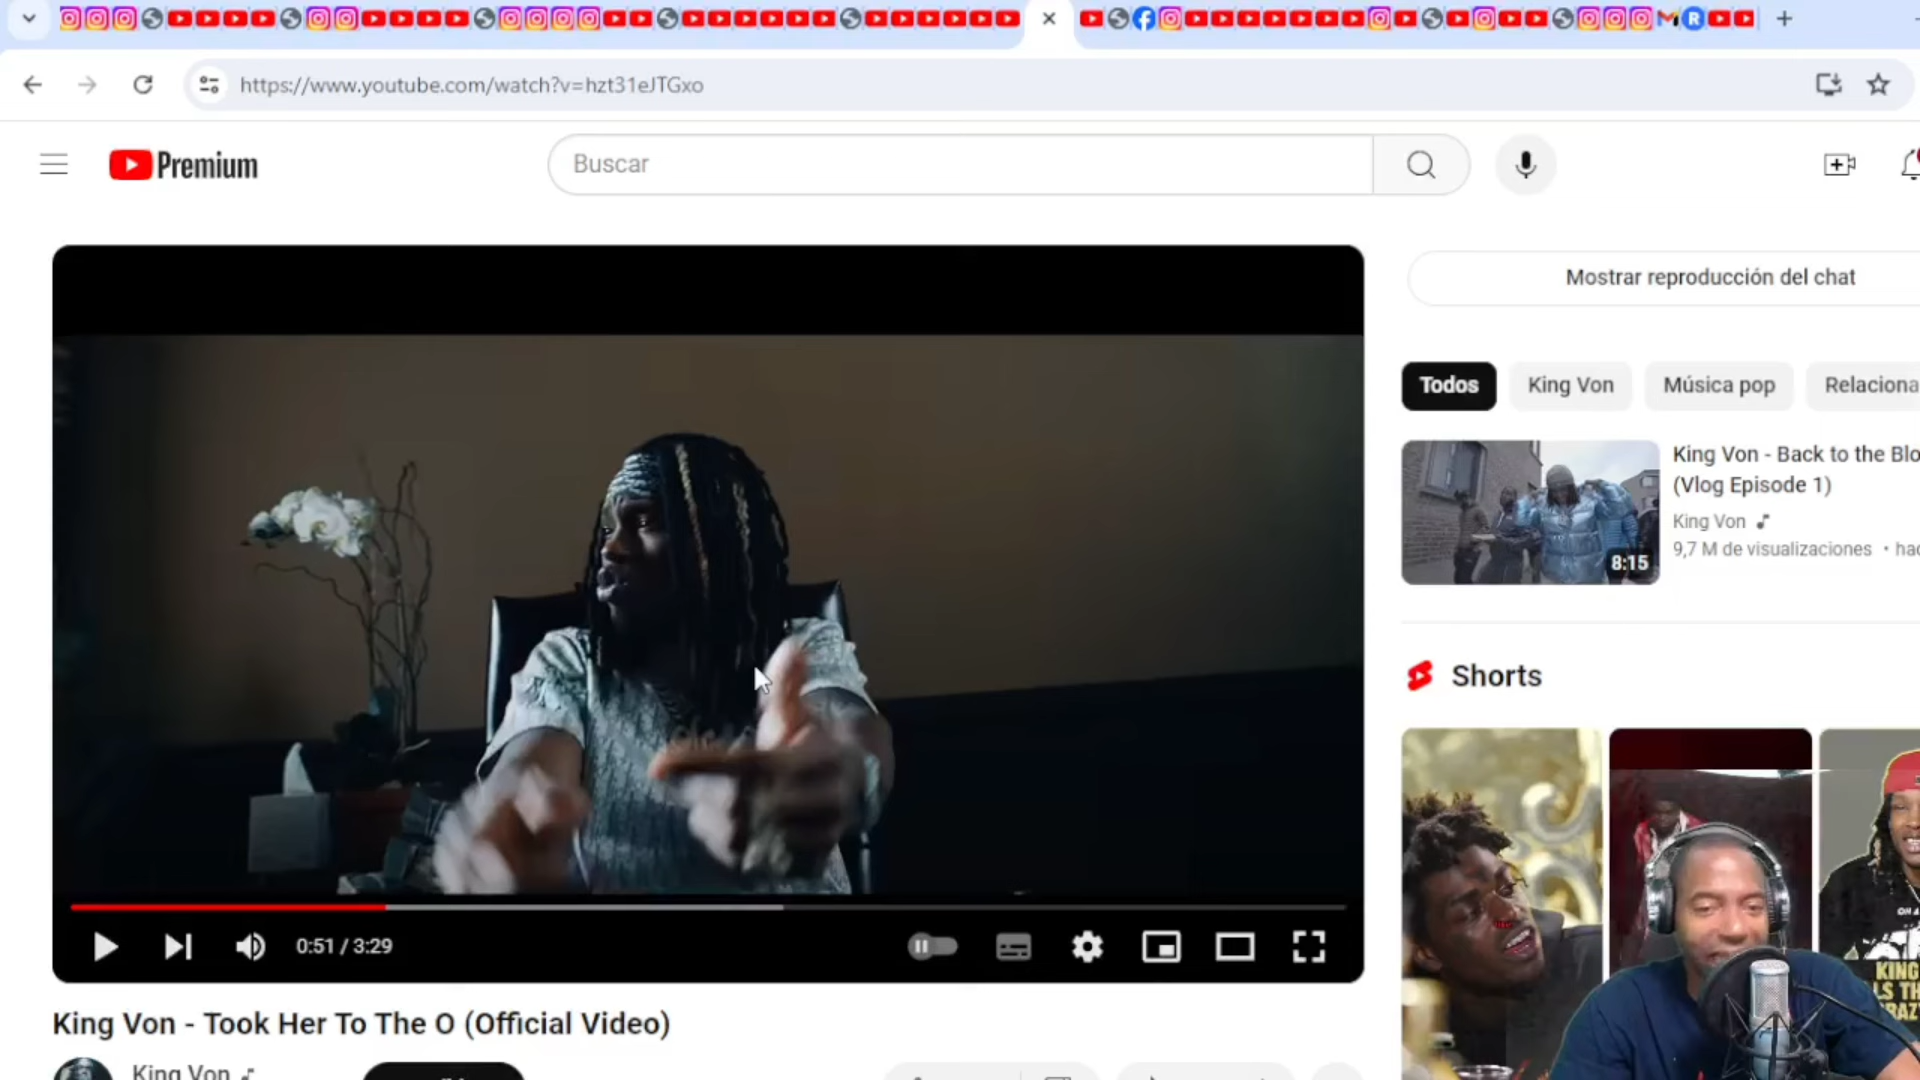 https://www.youtube.com/watch?v=hzt31eJTGxo
Premium
Buscar
Mostrar reproducción del chat
Todos
King Von
Música pop
Relaciona
King Von - Back to the Blo
(Vlog Episode 1)
King Von
9,7 M de visualizaciones • hac
8:15
Shorts
0:51 / 3:29
KING
King Von - Took Her To The O (Official Video)
King Von